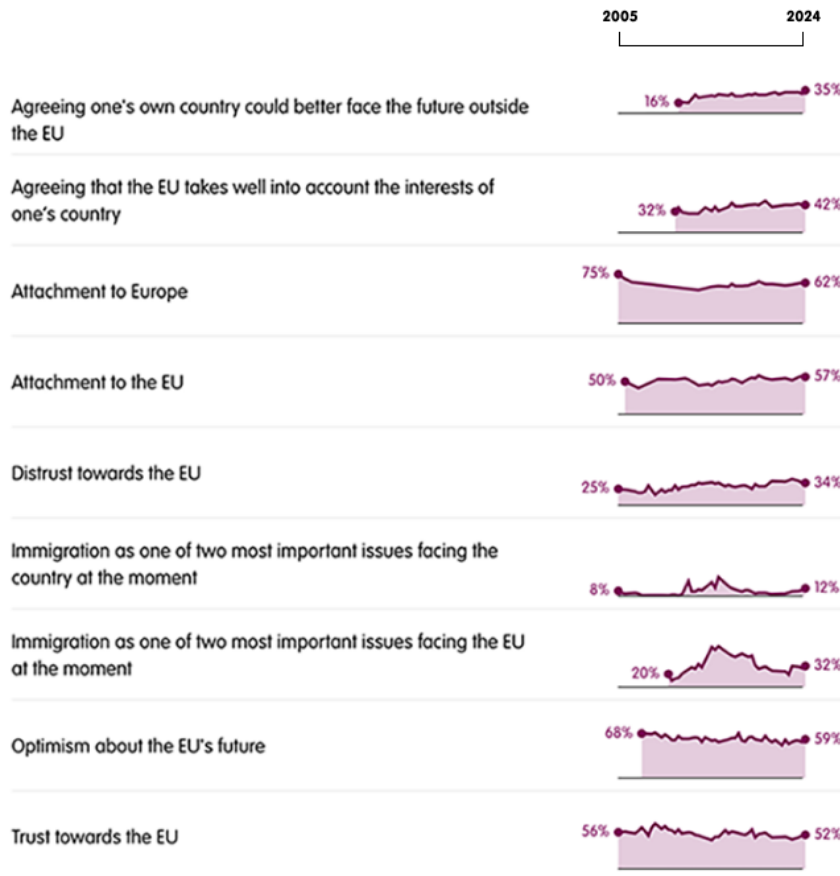 2005 2024
16% 35%
Agreeing one's own country could better face the future outside
the EU
Agreeing that the EU takes well into account the interests of
one's country
32% 42%
75% 62%
Attachment to Europe
50% 57%
Attachment to the EU
Distrust towards the EU
25% 34%
Immigration as one of two most important issues facing the
country at the moment
8% 12%
Immigration as one of two most important issues facing the EU
at the moment
20% 32%
68% 59%
Optimism about the EU's future
Trust towards the EU
56% 52%